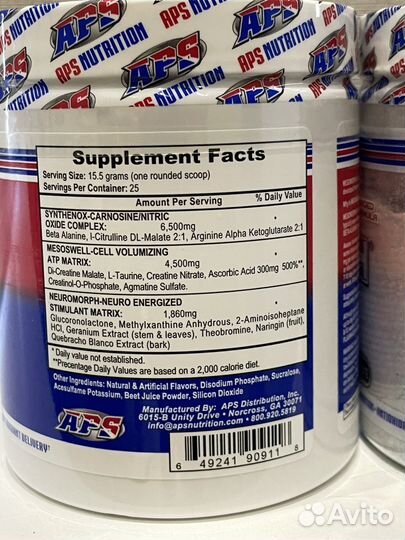 APS
APS NUTRITION
APS NUTRITION
Supplement Facts
Serving Size: 15.5 grams (one rounded scoop)
Servings Per Container: 25
Amount Per Serving % Daily Value
SYNTHENOX-CARNOSINE/NITRIC *
OXIDE COMPLEX: 6,500mg
Beta Alanine, l-Citrulline DL-Malate 2:1, Arginine Alpha Ketoglutarate 2:1
MESOSWELL-CELL VOLUMIZING *
ATP MATRIX: 4,500mg
Di-Creatine Malate, L-Taurine, Creatine Nitrate, Ascorbic Acid 300mg 500%**,
Creatinol-O-Phosphate, Agmatine Sulfate.
NEUROMORPH-NEURO ENERGIZED *
STIMULANT MATRIX: 1,860mg
Glucoronolactone, Methylxanthine Anhydrous, 2-Aminoisoheplane
HCl, Geranium Extract (stem & leaves), Theobromine, Naringin (fruit),
Quebracho Blanco Extract (bark)
* Daily value not established.
**Precentage Daily Values are based on a 2,000 calorie diet.
Other Ingredients: Natural & Artificial Flavors, Disodium Phosphate, Sucralose,
Acesulfame Potassium, Beet Juice Powder, Silicon Dioxide
Manufactured By: APS Distribution, Inc.
6015-B Unity Drive • Norcross, GA 30071
info@apsnutrition.com • 800.920.5819
APS
DELIVERY†
6 49241 90911 8
Avito